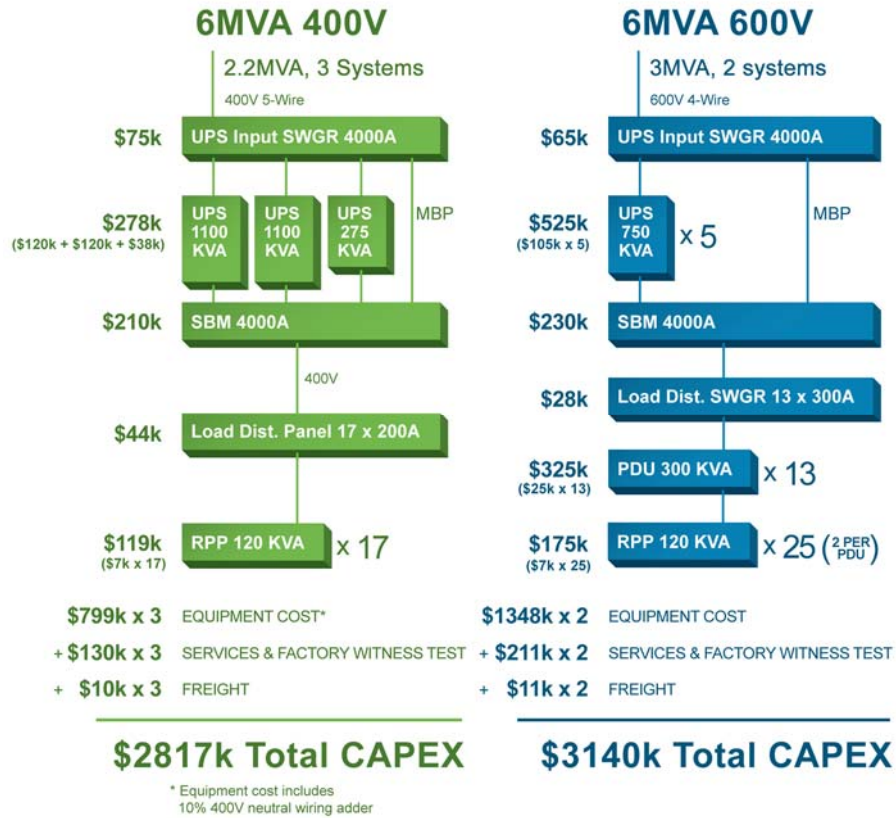 6MVA 400V
2.2MVA, 3 Systems
400V 5-Wire
$75k UPS Input SWGR 4000A
$278k
($120k + $120k + $38k)
UPS
1100
KVA
UPS
1100
KVA
UPS
275
KVA
MBP
$210k SBM 4000A
400V
$44k Load Dist. Panel 17 x 200A
$119k
($7k x 17)
RPP 120 KVA x 17
$799k x 3 EQUIPMENT COST*
+ $130k x 3 SERVICES & FACTORY WITNESS TEST
+ $10k x 3 FREIGHT
$2817k Total CAPEX
* Equipment cost includes
10% 400V neutral wiring adder
6MVA 600V
3MVA, 2 systems
600V 4-Wire
$65k UPS Input SWGR 4000A
$525k
($105k x 5)
UPS
750
KVA
x 5
MBP
$230k SBM 4000A
$28k Load Dist. SWGR 13 x 300A
$325k
($25k x 13)
PDU 300 KVA x 13
$175k
($7k x 25)
RPP 120 KVA x 25 (2 PER
PDU)
$1348k x 2 EQUIPMENT COST
+ $211k x 2 SERVICES & FACTORY WITNESS TEST
+ $11k x 2 FREIGHT
$3140k Total CAPEX